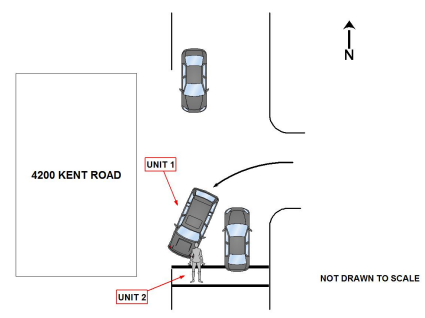 N
UNIT 1
4200 KENT ROAD
NOT DRAWN TO SCALE
UNIT 2